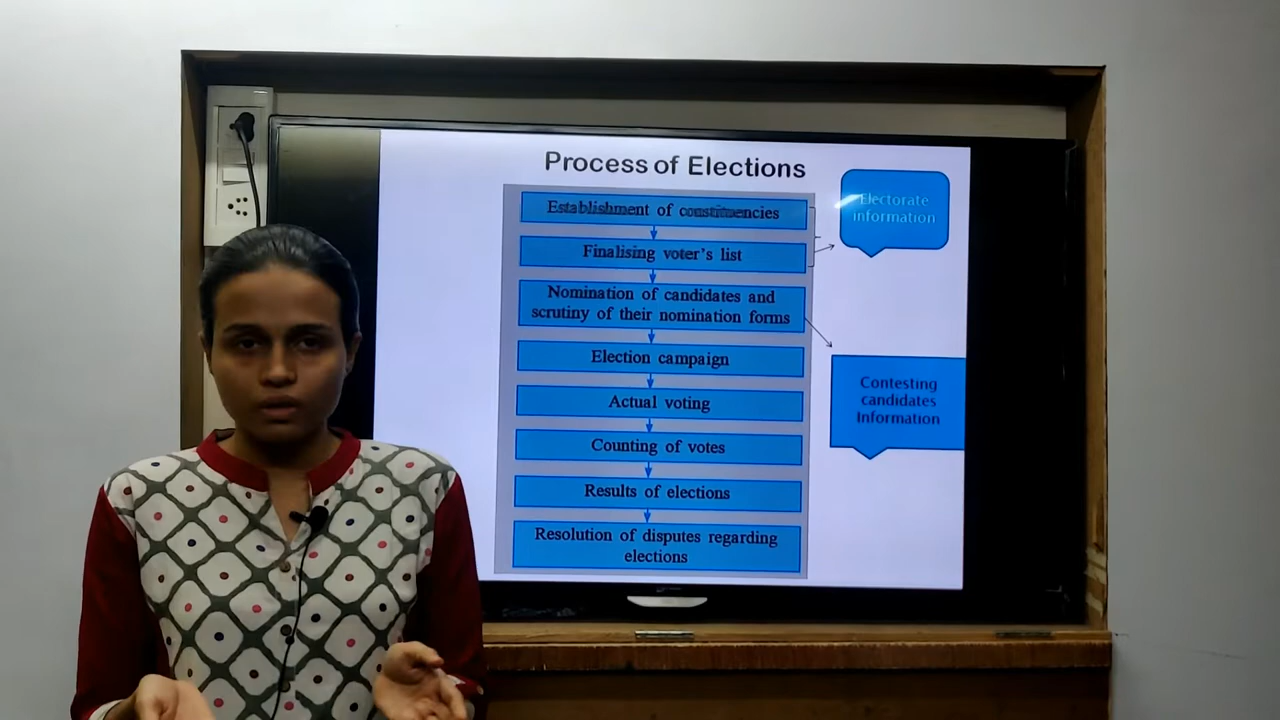 Process of Elections
Establishment of constituencies
Finalising voter's list
Nomination of candidates and
scrutiny of their nomination forms
Election campaign
Actual voting
Counting of votes
Results of elections
Resolution of disputes regarding
elections
Electorate
information
Contesting
candidates
Information